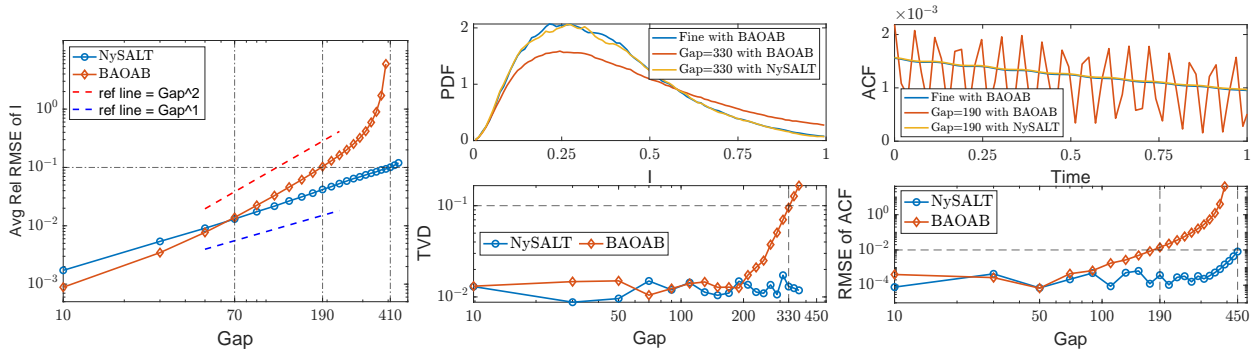 Avg Rel RMSE of I
10^0
10^-1
10^-2
10^-3
NySALT
BAOAB
ref line = Gap^2
ref line = Gap^1
10
70
190
410
Gap
PDF
2
1
0
Fine with BAOAB
Gap=330 with BAOAB
Gap=330 with NySALT
0
0.25
0.5
0.75
1
I
×10^-3
ACF
2
1
0
Fine with BAOAB
Gap=190 with BAOAB
Gap=190 with NySALT
0
0.25
0.5
0.75
1
Time
TVD
10^-1
10^-2
NySALT
BAOAB
10
50
100
200
330
450
Gap
RMSE of ACF
10^0
10^-2
10^-4
NySALT
BAOAB
10
50
100
190
450
Gap